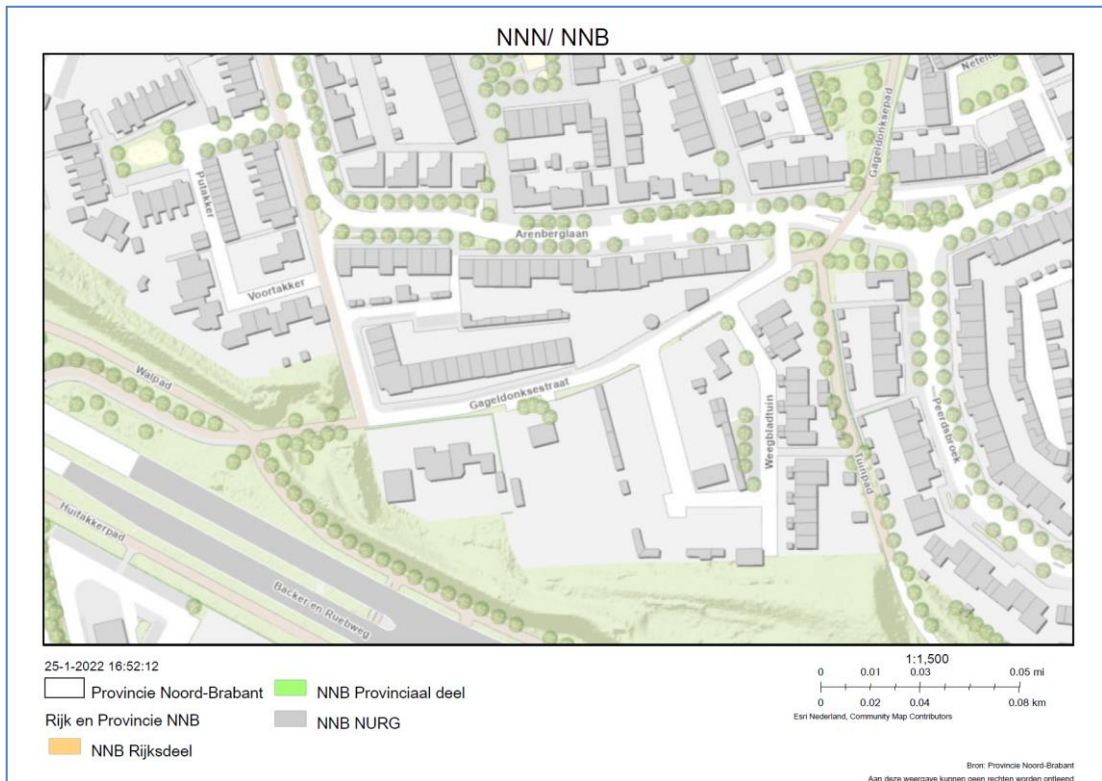 NNN/ NNB
Netelru
Gageldonksepad
Putakker
Arenberglaan
Voortakker
Walpad
Gageldonksestraat
Weegbladtuin
Tuinpad
Peerdsbroek
Huifakkerpad
Backer en Ruebweg
25-1-2022 16:52:12
Provincie Noord-Brabant
NNB Provinciaal deel
Rijk en Provincie NNB
NNB NURG
NNB Rijksdeel
1:1,500
0 0.01 0.03 0.05 mi
0 0.02 0.04 0.08 km
Esri Nederland, Community Map Contributors
Bron: Provincie Noord-Brabant
Aan deze weergave kunnen geen rechten worden ontleend